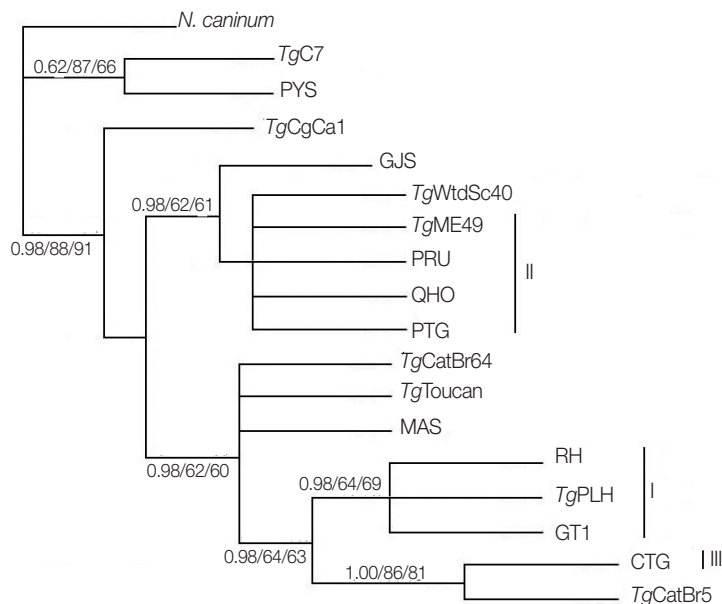 N. caninum
TgC7
0.62/87/66
PYS
TgCgCa1
GJS
TgWtdSc40
0.98/62/61
TgME49
0.98/88/91
PRU
II
QHO
PTG
TgCatBr64
TgToucan
MAS
0.98/62/60
RH
0.98/64/69
TgPLH
I
GT1
0.98/64/63
CTG
III
1.00/86/81
TgCatBr5